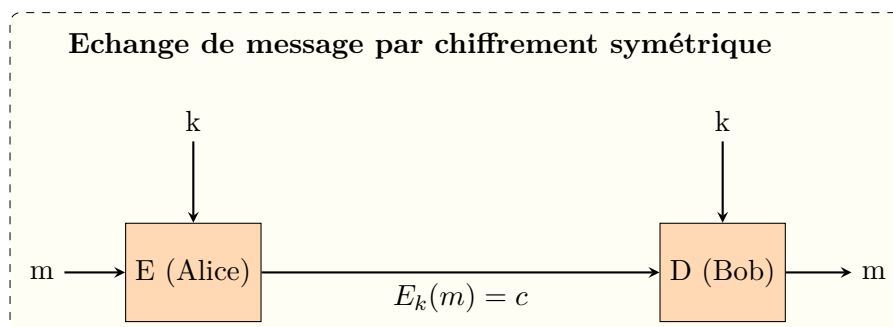 Echange de message par chiffrement symétrique
k k
m E (Alice) D (Bob) m
E_k(m) = c